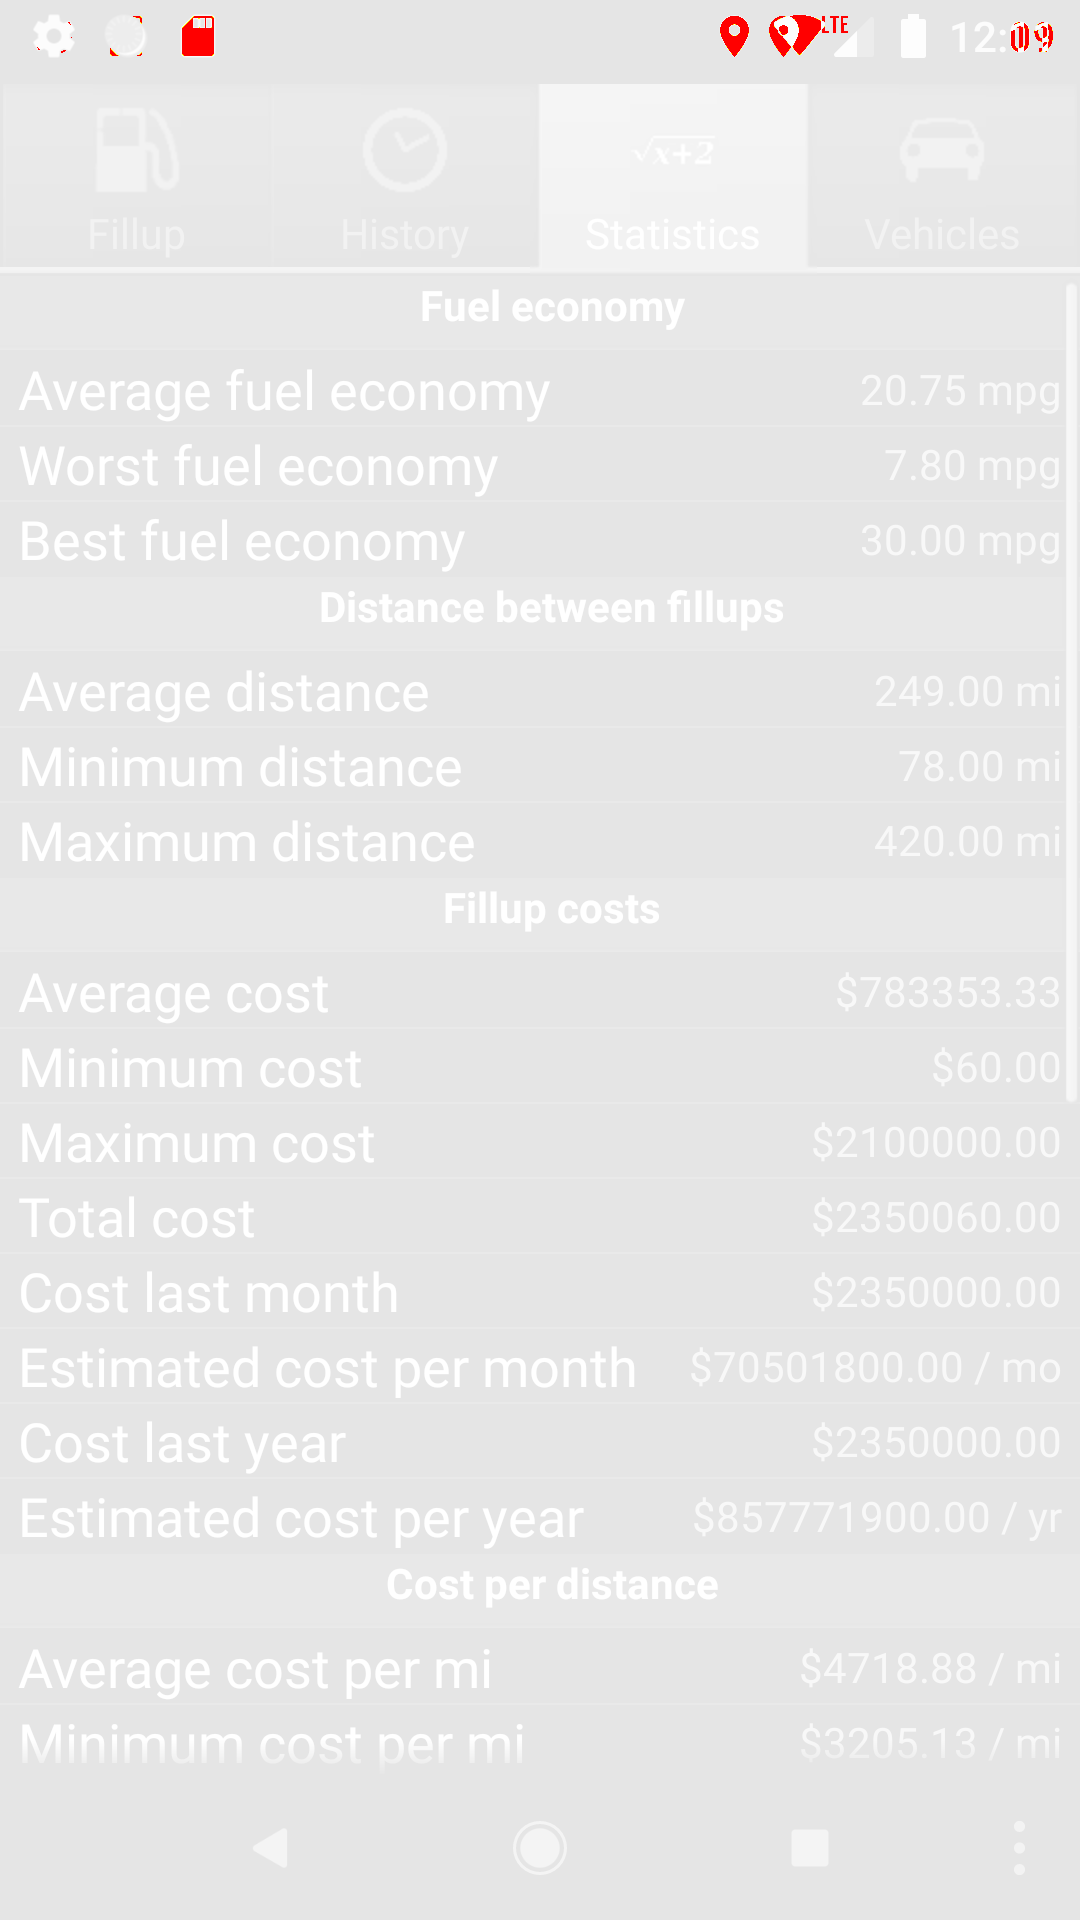 LTE 12:09
Fillup History √x+2 Statistics Vehicles
Fuel economy
Average fuel economy 20.75 mpg
Worst fuel economy 7.80 mpg
Best fuel economy 30.00 mpg
Distance between fillups
Average distance 249.00 mi
Minimum distance 78.00 mi
Maximum distance 420.00 mi
Fillup costs
Average cost $783353.33
Minimum cost $60.00
Maximum cost $2100000.00
Total cost $2350060.00
Cost last month $2350000.00
Estimated cost per month $70501800.00 / mo
Cost last year $2350000.00
Estimated cost per year $857771900.00 / yr
Cost per distance
Average cost per mi $4718.88 / mi
Minimum cost per mi $3205.13 / mi